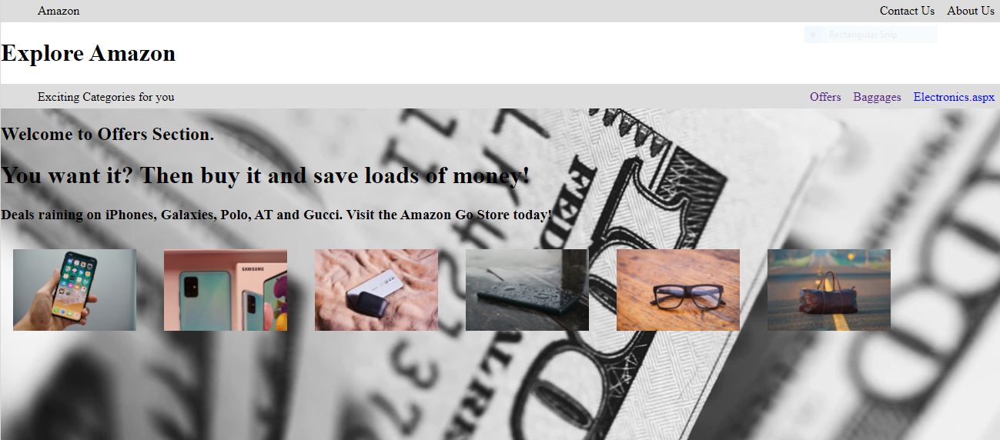 Amazon Contact Us About Us
Rectangular Snip
Explore Amazon
Exciting Categories for you Offers Baggages Electronics.aspx
Welcome to Offers Section.
You want it? Then buy it and save loads of money!
Deals raining on iPhones, Galaxies, Polo, AT and Gucci. Visit the Amazon Go Store today!
SAMSUNG